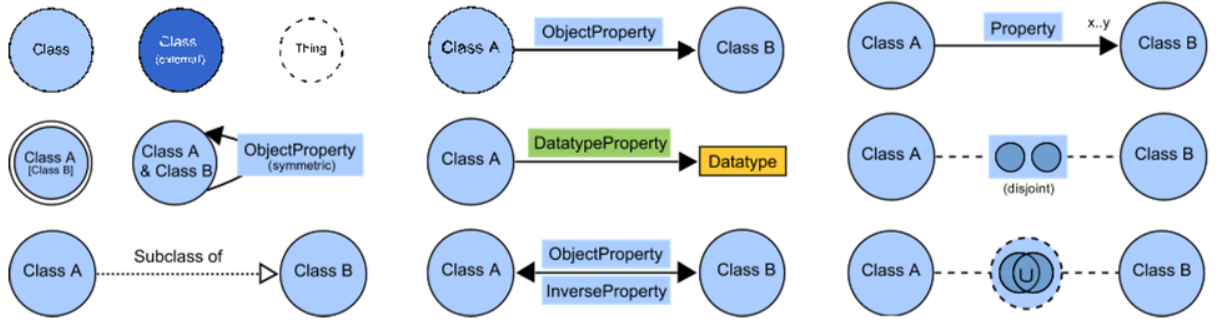 Class
Class
(external)
Thing
Class A
ObjectProperty
Class B
Class A
Property
x..y
Class B
Class A
[Class B]
Class A
& Class B
ObjectProperty
(symmetric)
Class A
DatatypeProperty
Datatype
Class A
(disjoint)
Class B
Class A
Subclass of
Class B
Class A
ObjectProperty
InverseProperty
Class B
Class A
U
Class B